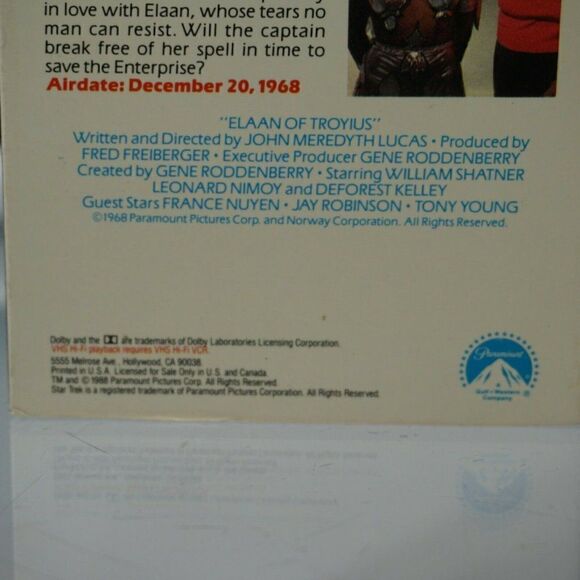 in love with Elaan, whose tears no
man can resist. Will the captain
break free of her spell in time to
save the Enterprise?
Airdate: December 20, 1968
"ELAAN OF TROYIUS"
Written and Directed by JOHN MEREDYTH LUCAS • Produced by
FRED FREIBERGER • Executive Producer GENE RODDENBERRY
Created by GENE RODDENBERRY • Starring WILLIAM SHATNER
LEONARD NIMOY and DEFOREST KELLEY
Guest Stars FRANCE NUYEN • JAY ROBINSON • TONY YOUNG
©1968 Paramount Pictures Corp. and Norway Corporation. All Rights Reserved.
Dolby and the are trademarks of Dolby Laboratories Licensing Corporation.
VHS Hi-Fi playback requires VHS Hi-Fi VCR.
5555 Melrose Ave., Hollywood, CA 90038.
Printed in U.S.A. Licensed for Sale Only in U.S. and Canada.
TM and © 1988 Paramount Pictures Corp. All Rights Reserved.
Star Trek is a registered trademark of Paramount Pictures Corporation. All Rights Reserved.
Paramount
Gulf+Western
Company